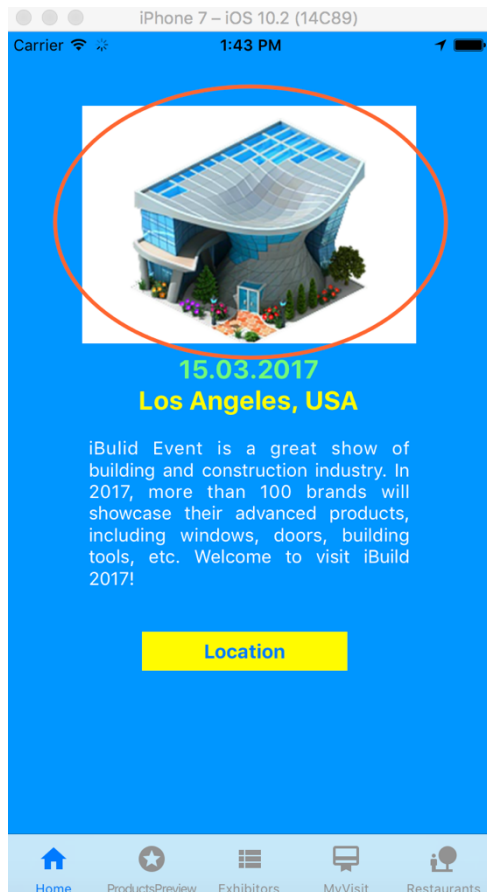 iPhone 7 – iOS 10.2 (14C89)
Carrier 1:43 PM
15.03.2017
Los Angeles, USA
iBulid Event is a great show of
building and construction industry. In
2017, more than 100 brands will
showcase their advanced products,
including windows, doors, building
tools, etc. Welcome to visit iBuild
2017!
Location
Home ProductsPreview Exhibitors MyVisit Restaurants